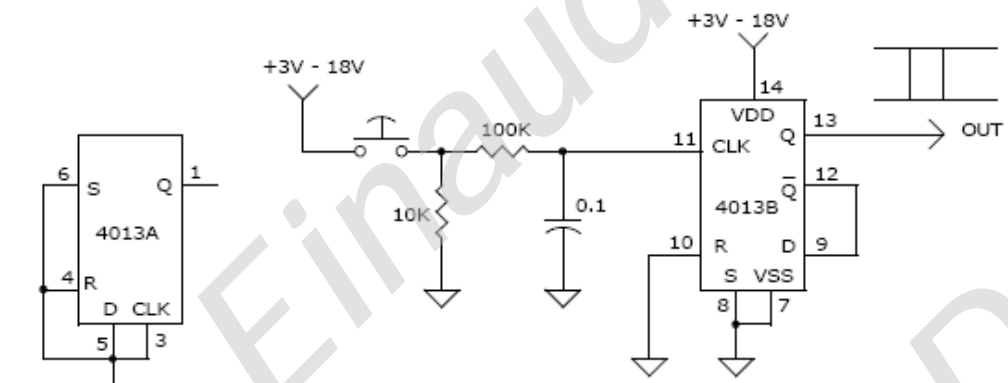 +3V - 18V
+3V - 18V
14
VDD
Q
13
OUT
100K
11
CLK
6
S
Q
1
Q
12
10K
0.1
4013B
4013A
10
R
D
9
4
R
S
VSS
D
CLK
8
7
5
3
Einaud